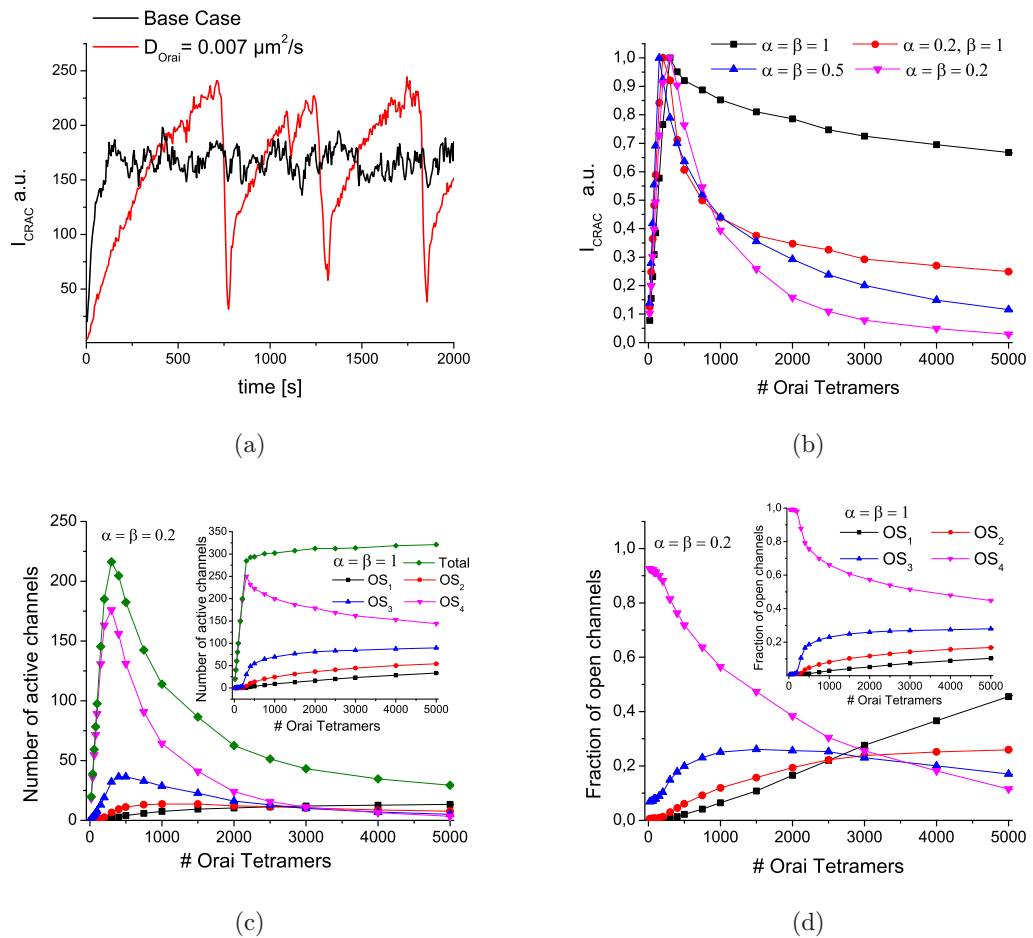 Base Case
D_Orai = 0.007 µm²/s
250
200
150
100
50
I_CRAC a.u.
0
500
1000
1500
2000
time [s]
(a)
α = β = 1
α = 0.2, β = 1
α = β = 0.5
α = β = 0.2
1,0
0,9
0,8
0,7
0,6
0,5
0,4
0,3
0,2
0,1
0,0
I_CRAC a.u.
0 1000 2000 3000 4000 5000
# Orai Tetramers
(b)
α = β = 0.2
250
200
150
100
50
0
Number of active channels
0 1000 2000 3000 4000 5000
# Orai Tetramers
350
300
250
200
150
100
50
0
Number of active channels
α = β = 1
Total
OS₁
OS₂
OS₃
OS₄
0 1000 2000 3000 4000 5000
# Orai Tetramers
(c)
α = β = 0.2
1,0
0,8
0,6
0,4
0,2
0,0
Fraction of open channels
0 1000 2000 3000 4000 5000
# Orai Tetramers
1,0
0,8
0,6
0,4
0,2
0,0
Fraction of open channels
α = β = 1
OS₁
OS₂
OS₃
OS₄
0 1000 2000 3000 4000 5000
# Orai Tetramers
(d)